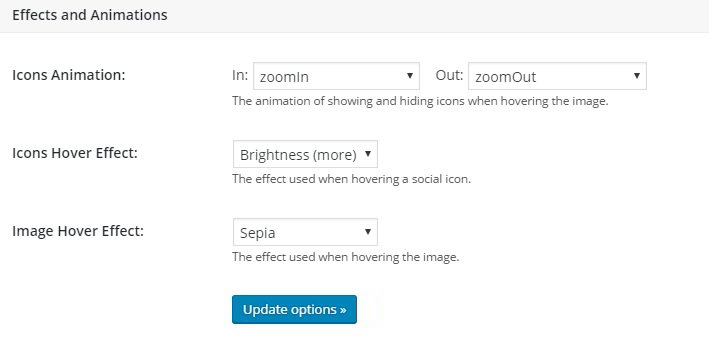 Effects and Animations
Icons Animation: In: zoomIn Out: zoomOut
The animation of showing and hiding icons when hovering the image.
Icons Hover Effect: Brightness (more)
The effect used when hovering a social icon.
Image Hover Effect: Sepia
The effect used when hovering the image.
Update options »